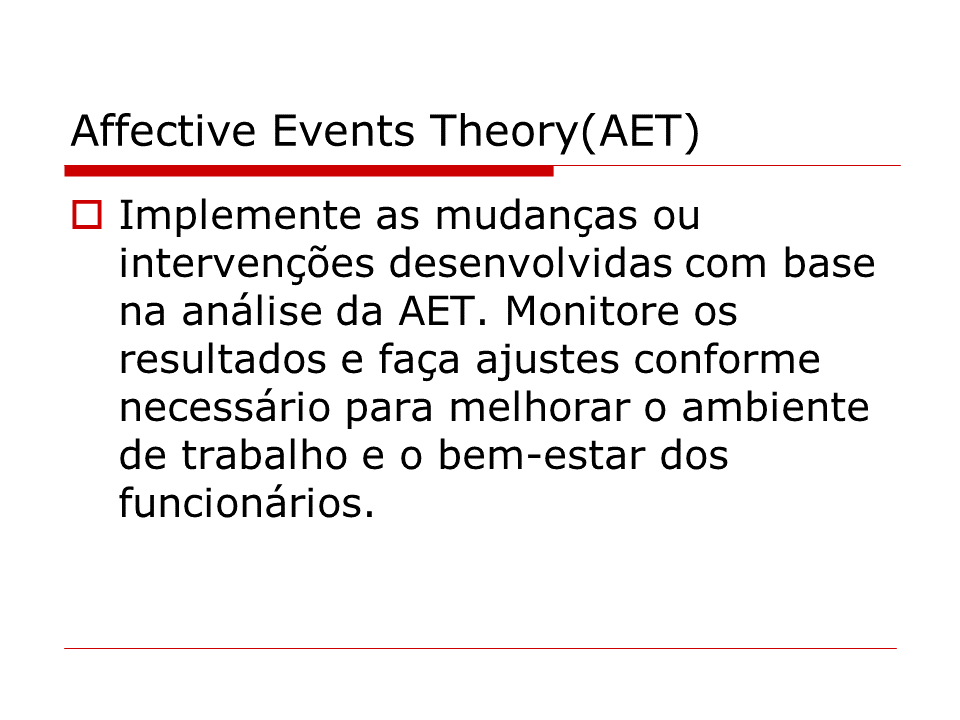 Affective Events Theory(AET)
Implemente as mudanças ou
intervenções desenvolvidas com base
na análise da AET. Monitore os
resultados e faça ajustes conforme
necessário para melhorar o ambiente
de trabalho e o bem-estar dos
funcionários.